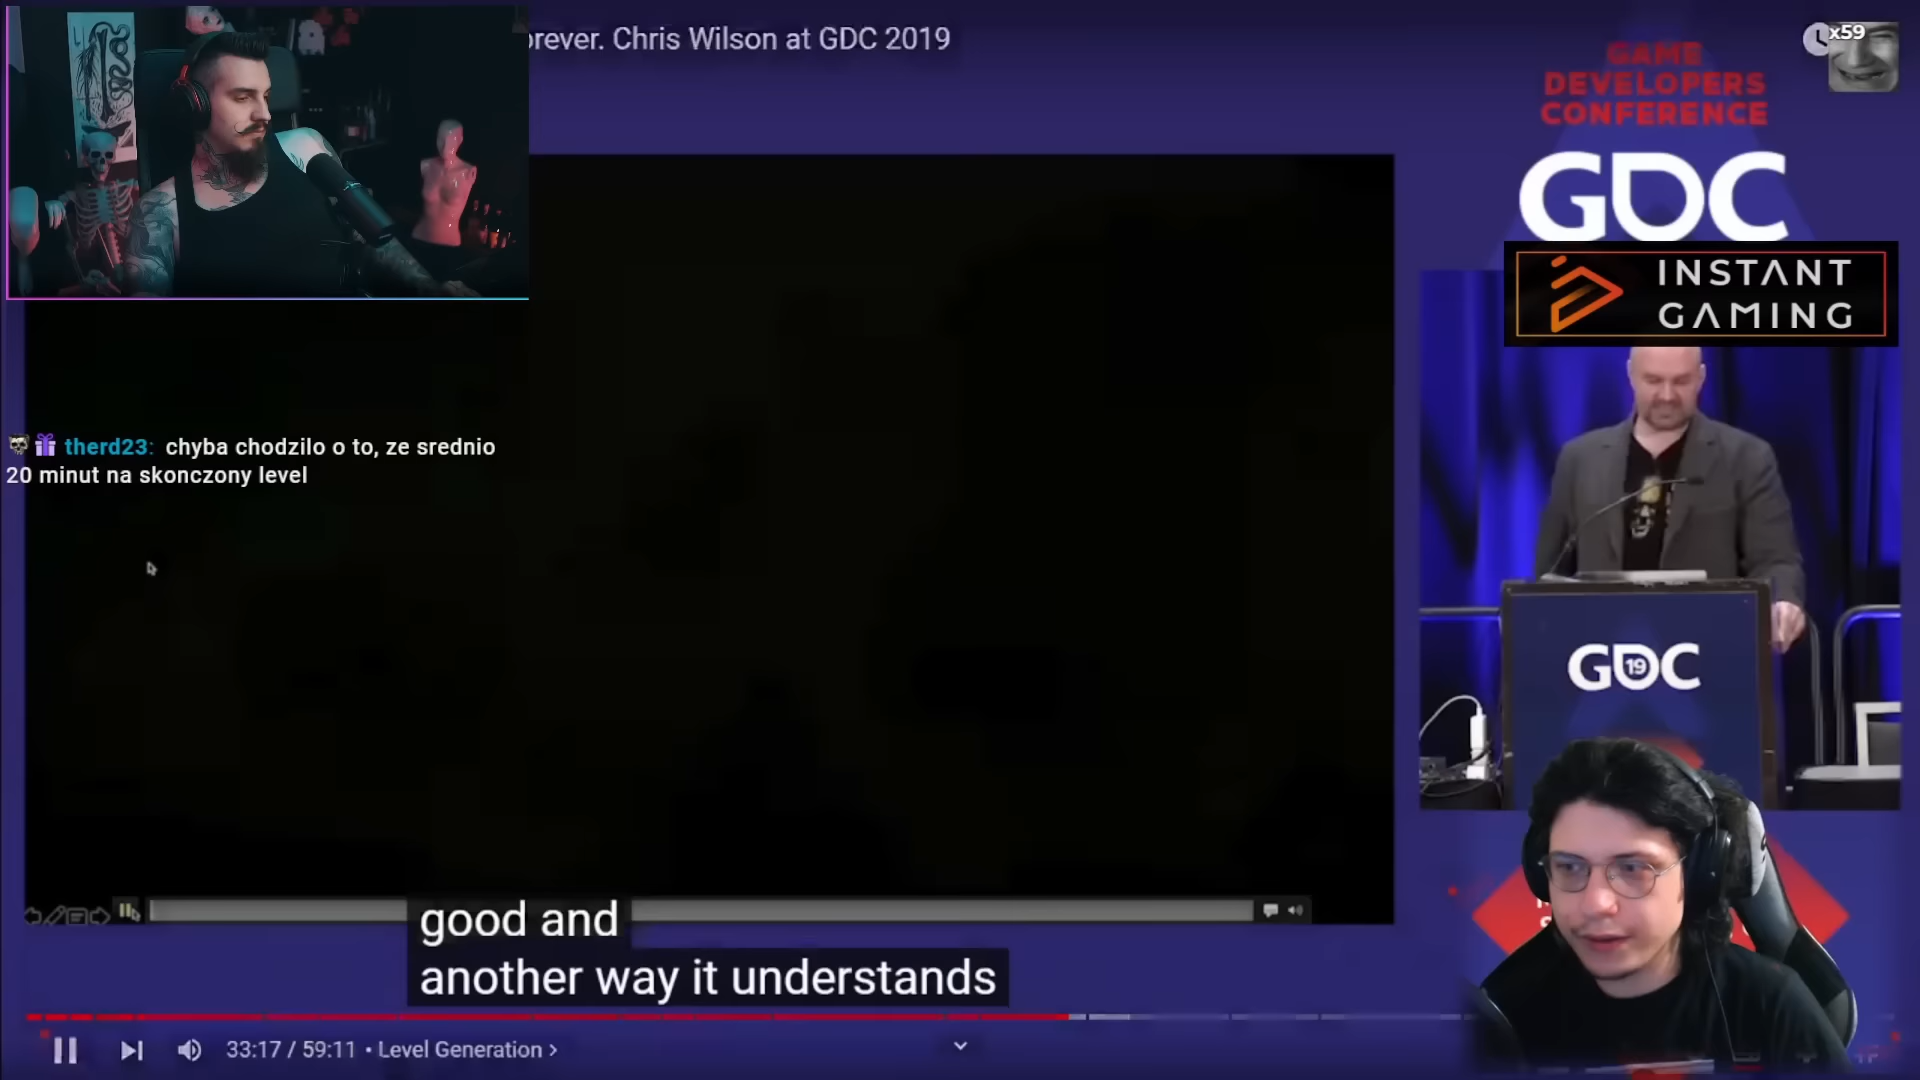 orever. Chris Wilson at GDC 2019
x59
GAME
DEVELOPERS
CONFERENCE
GDC
INSTANT
GAMING
therd23: chyba chodzilo o to, ze srednio
20 minut na skonczony level
GDC
19
good and
another way it understands
33:17 / 59:11 • Level Generation >